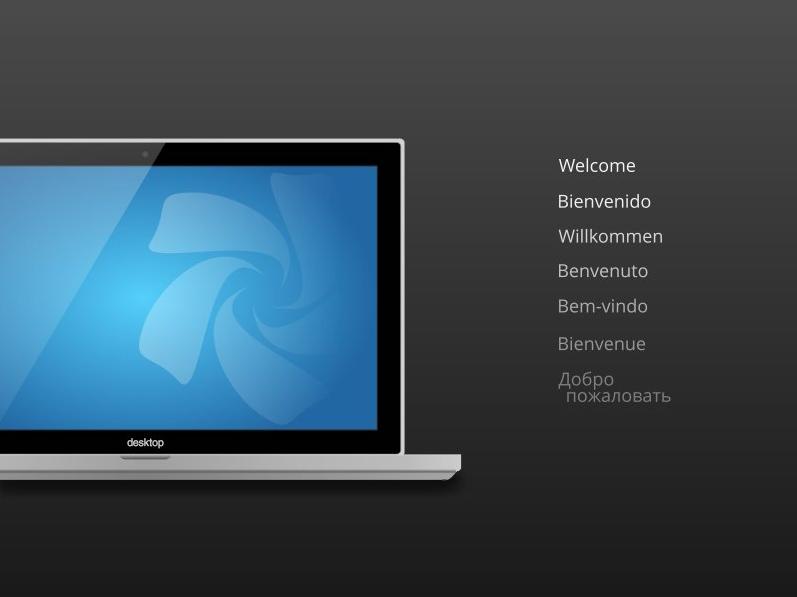 Welcome
Bienvenido
Willkommen
Benvenuto
Bem-vindo
Bienvenue
Добро
пожаловать
desktop